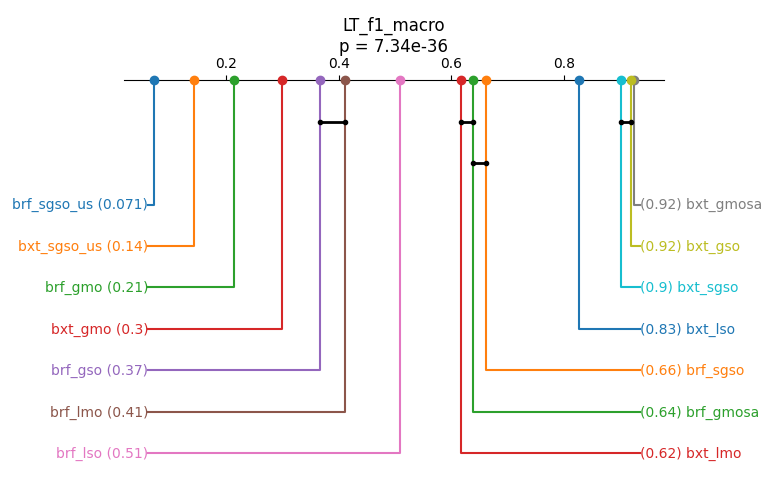 LT_f1_macro
p = 7.34e-36
0.2 0.4 0.6 0.8
brf_sgso_us (0.071) (0.92) bxt_gmosa
bxt_sgso_us (0.14) (0.92) bxt_gso
brf_gmo (0.21) (0.9) bxt_sgso
bxt_gmo (0.3) (0.83) bxt_lso
brf_gso (0.37) (0.66) brf_sgso
brf_lmo (0.41) (0.64) brf_gmosa
brf_lso (0.51) (0.62) bxt_lmo